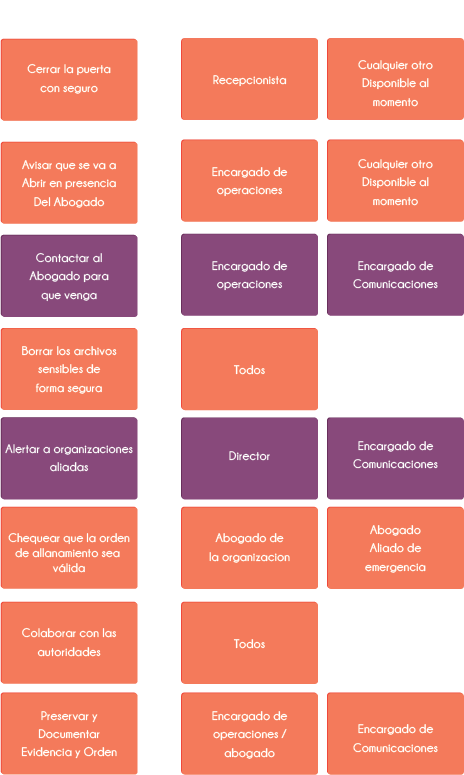 Cerrar la puerta
con seguro
Recepcionista
Cualquier otro
Disponible al
momento
Avisar que se va a
Abrir en presencia
Del Abogado
Encargado de
operaciones
Cualquier otro
Disponible al
momento
Contactar al
Abogado para
que venga
Encargado de
operaciones
Encargado de
Comunicaciones
Borrar los archivos
sensibles de
forma segura
Todos
Alertar a organizaciones
aliadas
Director
Encargado de
Comunicaciones
Chequear que la orden
de allanamiento sea
válida
Abogado de
la organizacion
Abogado
Aliado de
emergencia
Colaborar con las
autoridades
Todos
Preservar y
Documentar
Evidencia y Orden
Encargado de
operaciones /
abogado
Encargado de
Comunicaciones